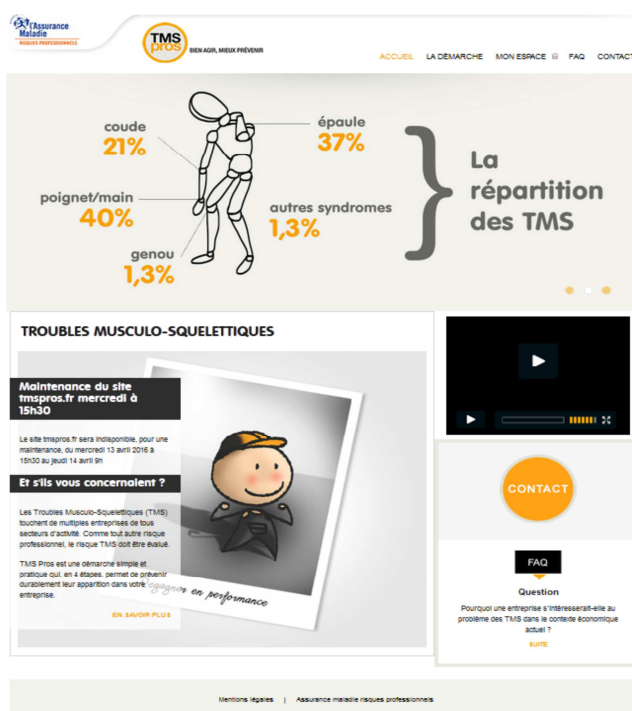 l'Assurance
Maladie
RISQUES PROFESSIONNELS
TMS
pros
BIEN AGIR, MIEUX PRÉVENIR
ACCUEIL LA DÉMARCHE MON ESPACE FAQ CONTACT
coude
21%
épaule
37%
poignet/main
40%
autres syndromes
1,3%
genou
1,3%
La
répartition
des TMS
TROUBLES MUSCULO-SQUELETTIQUES
Maintenance du site
tmspros.fr mercredi à
15h30
Le site tmspros.fr sera indisponible, pour une
maintenance, du mercredi 13 avril 2016 à
15h30 au jeudi 14 avril 9h
Et s'ils vous concernaient ?
Les Troubles Musculo-Squelettiques (TMS)
touchent de multiples entreprises de tous
secteurs d'activité. Comme tout autre risque
professionnel, le risque TMS doit être évalué.
TMS Pros est une démarche simple et
pratique qui, en 4 étapes, permet de prévenir
durablement leur apparition dans votre
entreprise.
EN SAVOIR PLUS
en performance
CONTACT
FAQ
Question
Pourquoi une entreprise s'intéresserait-elle au
problème des TMS dans le contexte économique
actuel ?
SUITE
Mentions légales | Assurance maladie risques professionnels